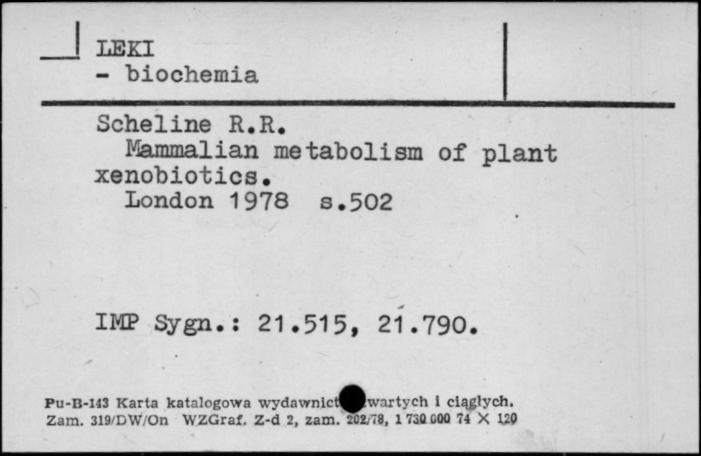 LEKI
- biochemia
Scheline R.R.
Mammalian metabolism of plant
xenobiotics.
London 1978 s.502
IMP Sygn.: 21.515, 21.790.
Pu-B-143 Karta katalogowa wydawnict wartych i ciągłych.
Zam. 319/DW/On WZGraf. Z-d 2, zam. 202/78, 1 730 000 74 X 120